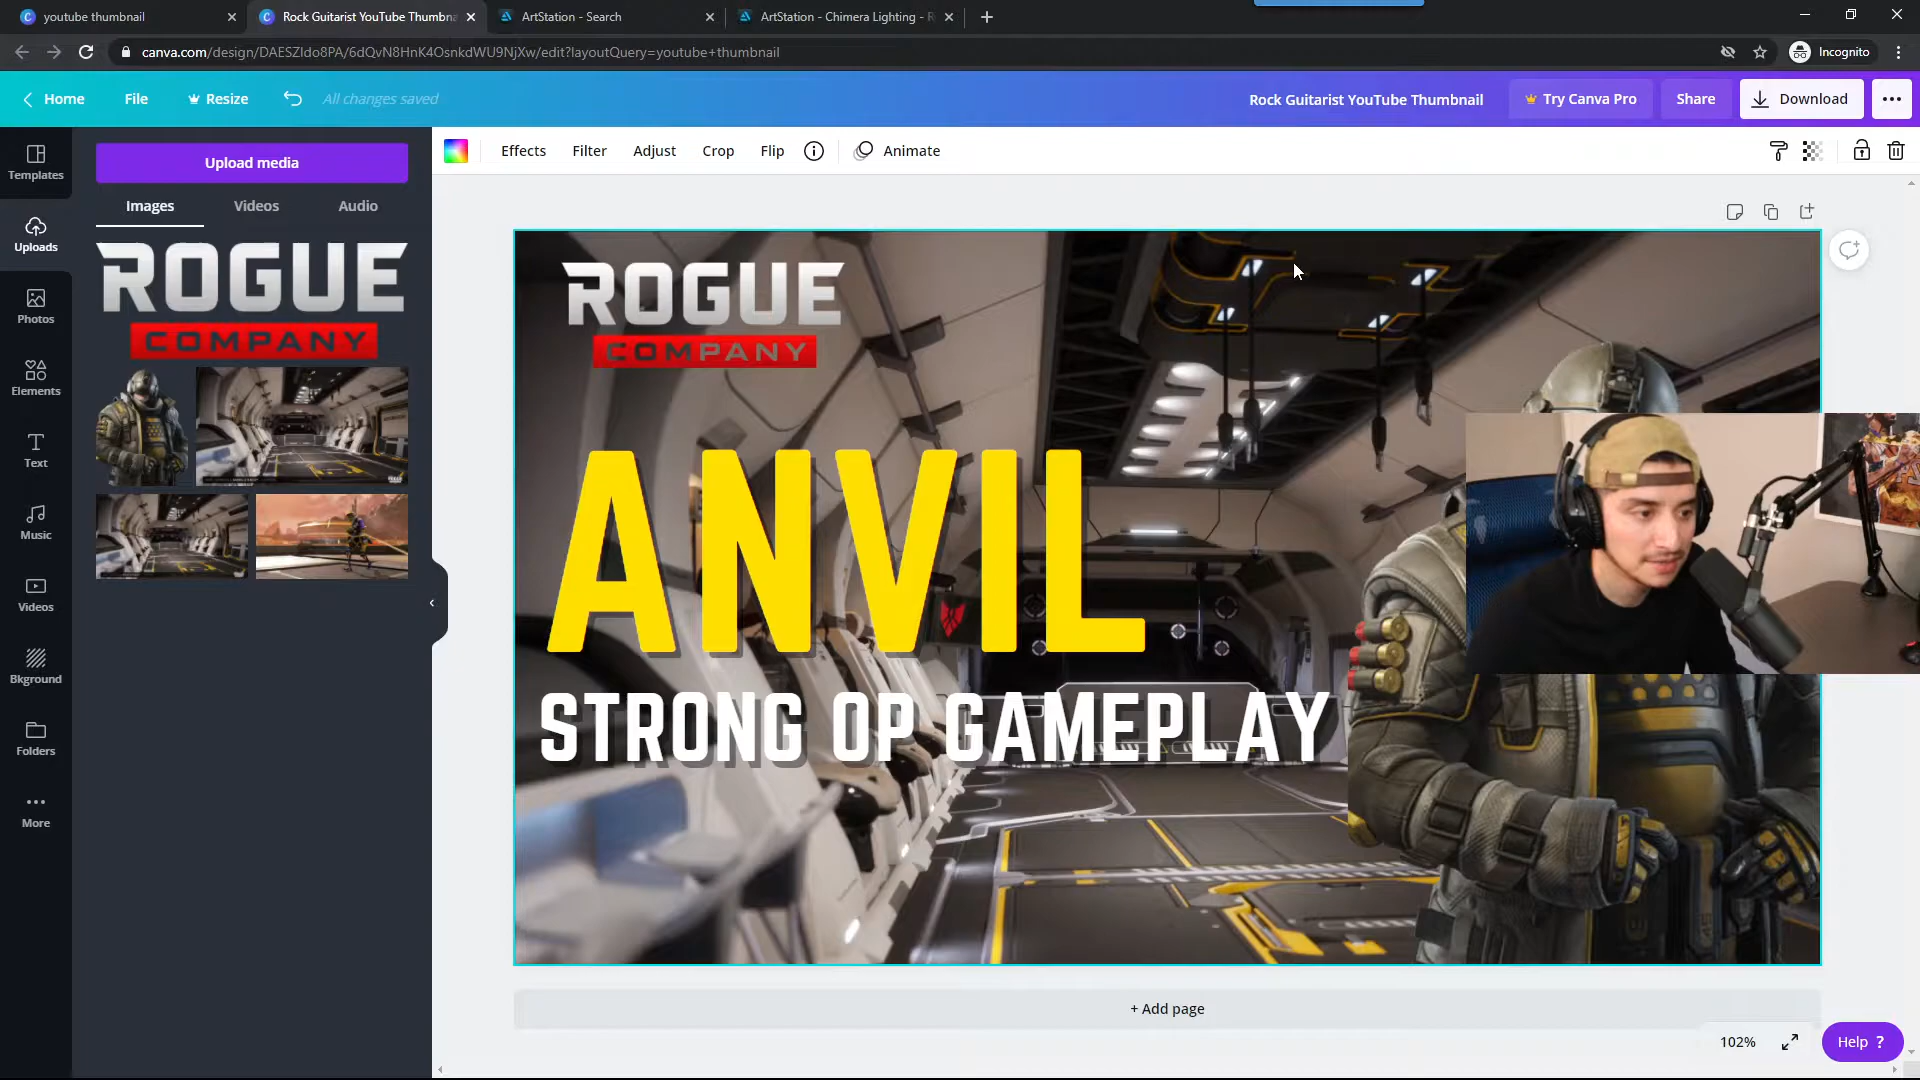 youtube thumbnail
Rock Guitarist YouTube Thumbna
ArtStation - Search
ArtStation - Chimera Lighting - R
canva.com/design/DAESZIdo8PA/6dQvN8HnK4OsnkdWU9NjXw/edit?layoutQuery=youtube+thumbnail
Incognito
Home
File
Resize
All changes saved
Rock Guitarist YouTube Thumbnail
Try Canva Pro
Share
Download
Templates
Uploads
Photos
Elements
Text
Music
Videos
Bkground
Folders
More
Upload media
Images
Videos
Audio
ROGUE
COMPANY
Effects
Filter
Adjust
Crop
Flip
Animate
ROGUE
COMPANY
ANVIL
STRONG OP GAMEPLAY
+ Add page
102%
Help ?